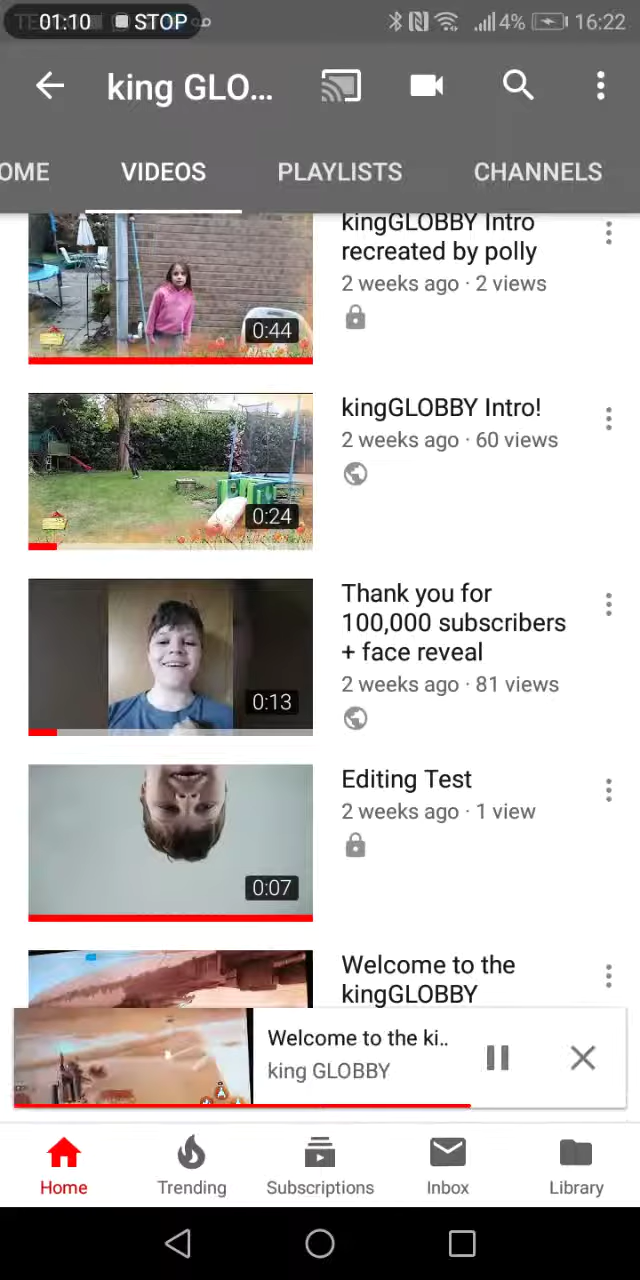 01:10 STOP 4% 16:22
king GLO...
OME VIDEOS PLAYLISTS CHANNELS
kingGLOBBY Intro
recreated by polly
2 weeks ago · 2 views
0:44
kingGLOBBY Intro!
2 weeks ago · 60 views
0:24
Thank you for
100,000 subscribers
+ face reveal
2 weeks ago · 81 views
0:13
Editing Test
2 weeks ago · 1 view
0:07
Welcome to the
kingGLOBBY
Welcome to the ki..
king GLOBBY
Home Trending Subscriptions Inbox Library